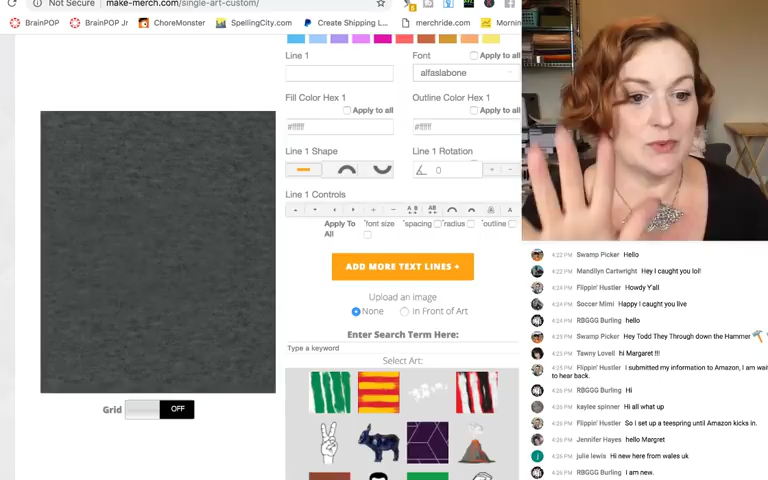 Not Secure | make-merch.com/single-art-custom/
BrainPOP BrainPOP Jr ChoreMonster SpellingCity.com Create Shipping L... merchride.com Mornin
Line 1
Font Apply to all
alfaslabone
Fill Color Hex 1
Apply to all
Outline Color Hex 1
Apply to all
#ffffff
#ffffff
Line 1 Shape
Line 1 Rotation
0
Line 1 Controls
Apply To All
*font size *spacing *radius *outline
ADD MORE TEXT LINES +
Upload an image
None In Front of Art
Enter Search Term Here:
Type a keyword
Select Art:
Grid OFF
4:22 PM Swamp Picker Hello
4:22 PM Mandilyn Cartwright Hey I caught you lol!
4:24 PM Flippin' Hustler Howdy Y'all
4:24 PM Soccer Mimi Happy I caught you live
4:24 PM RBGGG Burling hello
4:25 PM Swamp Picker Hey Todd They Through down the Hammer
4:25 PM Tawny Lovell hi Margaret !!!
4:25 PM Flippin' Hustler I submitted my information to Amazon, I am wai
to hear back.
4:26 PM RBGGG Burling Hi
4:26 PM kaylee spinner Hi all what up
4:26 PM Flippin' Hustler So I set up a teespring until Amazon kicks in.
4:26 PM Jennifer Hayes hello Margret
4:26 PM julie lewis Hi new here from wales uk
4:26 PM RBGGG Burling I am new.